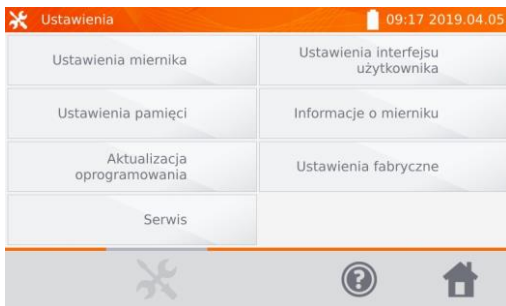 Ustawienia
09:17 2019.04.05
Ustawienia miernika
Ustawienia interfejsu
użytkownika
Ustawienia pamięci
Informacje o mierniku
Aktualizacja
oprogramowania
Ustawienia fabryczne
Serwis
?